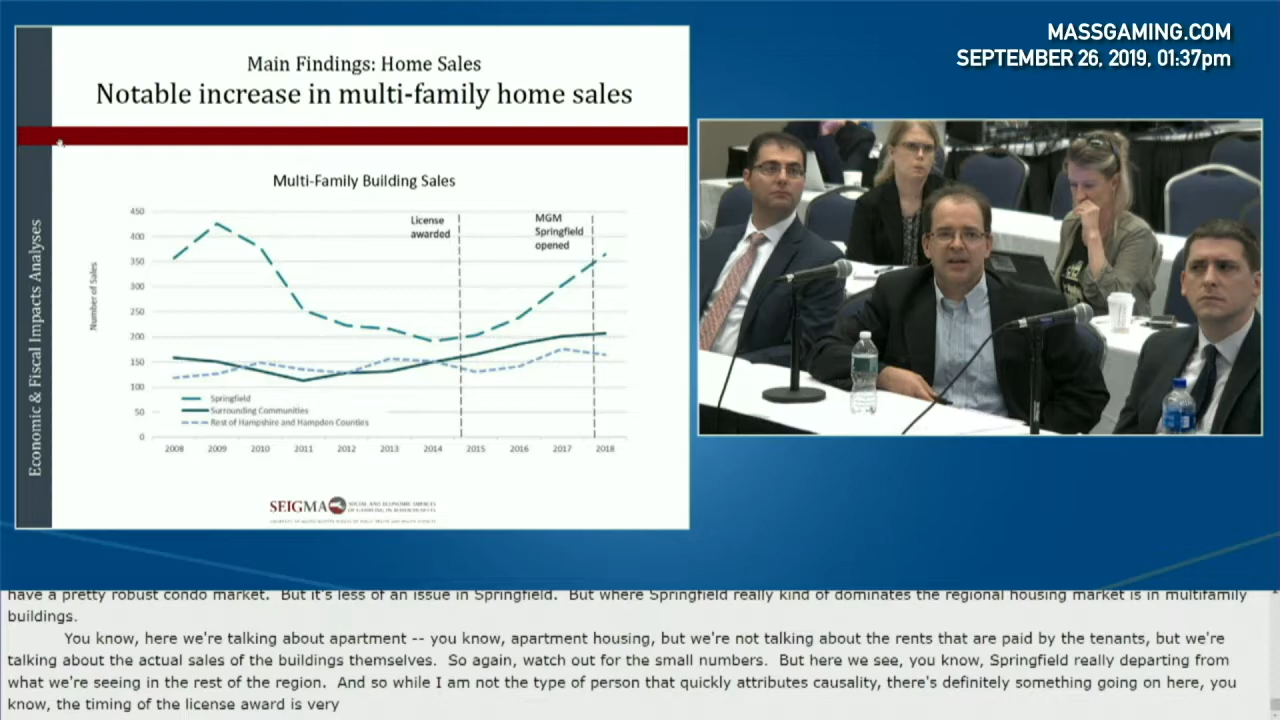 MASSGAMING.COM
SEPTEMBER 26, 2019, 01:37pm
Main Findings: Home Sales
Notable increase in multi-family home sales
Economic & Fiscal Impacts Analyses
Multi-Family Building Sales
Number of Sales
450
400
350
300
250
200
150
100
50
0
License
awarded
MGM
Springfield
opened
Springfield
Surrounding Communities
Rest of Hampshire and Hampden Counties
2008 2009 2010 2011 2012 2013 2014 2015 2016 2017 2018
SEIGMA
SOCIAL AND ECONOMIC IMPACTS
OF GAMBLING IN MASSACHUSETTS
have a pretty robust condo market. But it's less of an issue in Springfield. But where Springfield really kind of dominates the regional housing market is in multifamily
buildings.
You know, here we're talking about apartment -- you know, apartment housing, but we're not talking about the rents that are paid by the tenants, but we're
talking about the actual sales of the buildings themselves. So again, watch out for the small numbers. But here we see, you know, Springfield really departing from
what we're seeing in the rest of the region. And so while I am not the type of person that quickly attributes causality, there's definitely something going on here, you
know, the timing of the license award is very